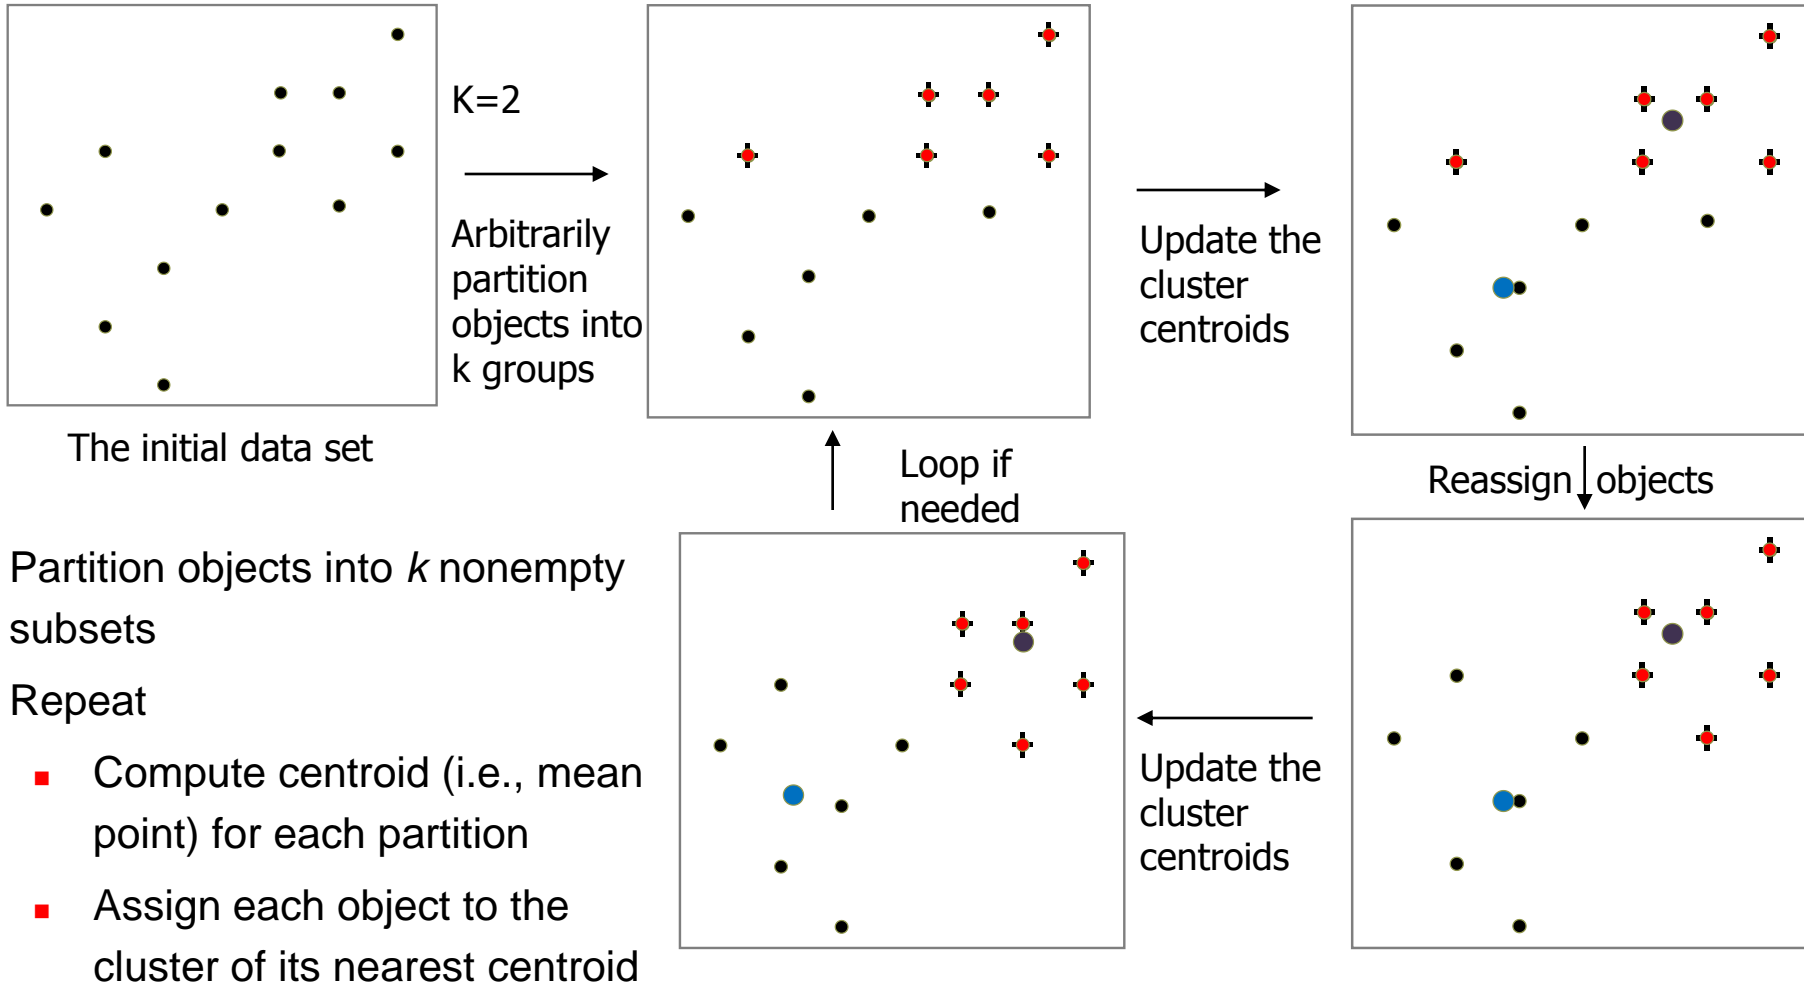 K=2
Arbitrarily
partition
objects into
k groups
Update the
cluster
centroids
The initial data set
Loop if
needed
Reassign objects
Partition objects into k nonempty
subsets
Repeat
Compute centroid (i.e., mean
point) for each partition
Assign each object to the
cluster of its nearest centroid
Update the
cluster
centroids